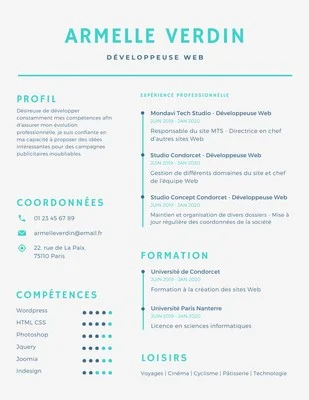 ARMELLE VERDIN
DÉVELOPPEUSE WEB
PROFIL
Désireuse de développer
constamment mes compétences afin
d'assurer mon évolution
professionnelle, je suis confiante en
ma capacité à proposer des idées
intéressantes pour des campagnes
publicitaires inoubliables.
COORDONNÉES
01 23 45 67 89
armelleverdin@email.fr
22, rue de La Paix,
75110 Paris
COMPÉTENCES
Wordpress
HTML CSS
Photoshop
Jquery
Joomla
Indesign
EXPÉRIENCE PROFESSIONNELLE
Mondavi Tech Studio - Développeuse Web
JUIN 2019 - JAN 2020
Responsable du site MTS - Directrice en chef
d'autres sites Web
Studio Condorcet - Développeuse Web
JUIN 2019 - JAN 2020
Gestion de différents domaines du site et chef
de l'équipe Web
Studio Concept Condorcet - Développeuse Web
JUIN 2019 - JAN 2020
Maintien et organisation de divers dossiers - Mise à
jour régulière des coordonnées de la société
FORMATION
Université de Condorcet
JUIN 2019 - JAN 2020
Formation à la création des sites Web
Université Paris Nanterre
JUIN 2019 - JAN 2020
Licence en sciences informatiques
LOISIRS
Voyages | Cinéma | Cyclisme | Pâtisserie | Technologie